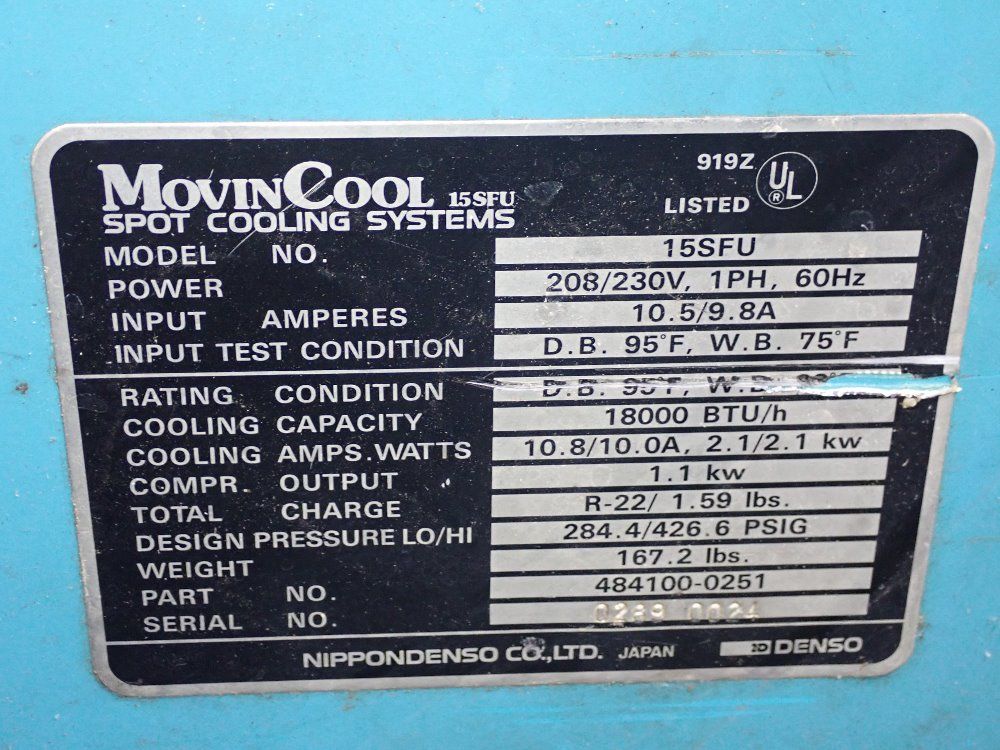 919Z UL
®
LISTED
MOVINCOOL 15SFU
SPOT COOLING SYSTEMS
MODEL NO. 15SFU
POWER 208/230V, 1PH, 60Hz
INPUT AMPERES 10.5/9.8A
INPUT TEST CONDITION D.B. 95°F, W.B. 75°F
RATING CONDITION D.B. 95°F, W.B.
COOLING CAPACITY 18000 BTU/h
COOLING AMPS.WATTS 10.8/10.0A, 2.1/2.1 kw
COMPR. OUTPUT 1.1 kw
TOTAL CHARGE R-22/ 1.59 lbs.
DESIGN PRESSURE LO/HI 284.4/426.6 PSIG
WEIGHT 167.2 lbs.
PART NO. 484100-0251
SERIAL NO. 0289 0024
NIPPONDENSO CO.,LTD. JAPAN ND DENSO